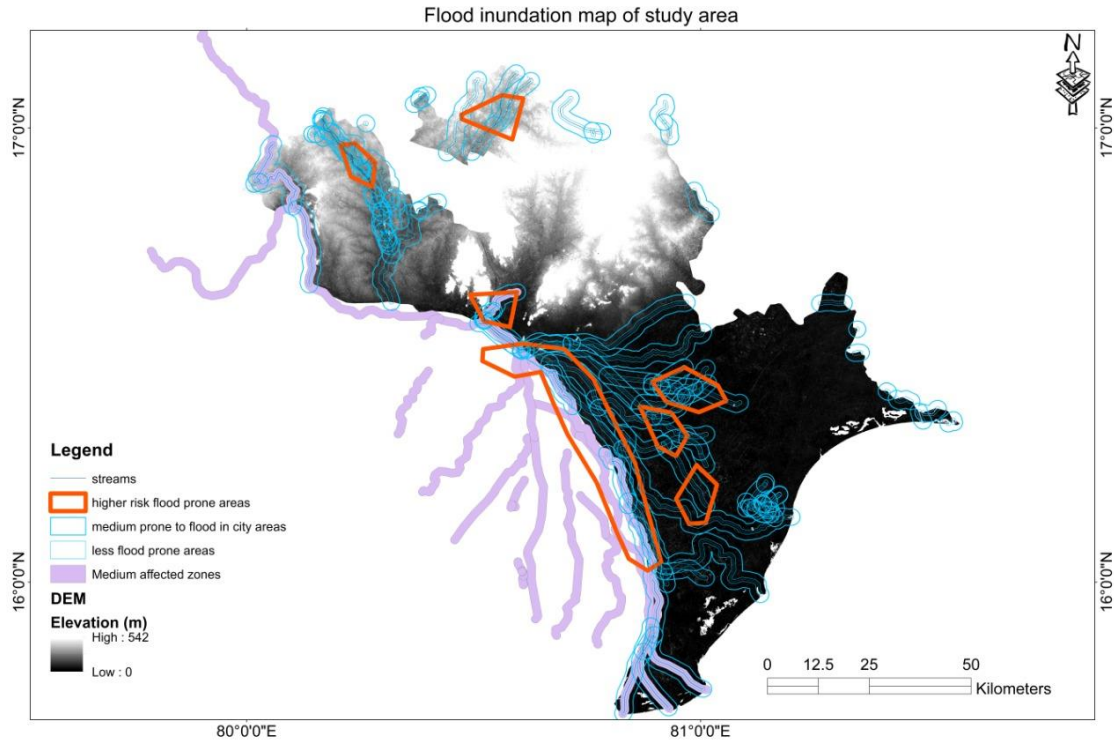 Flood inundation map of study area
N
17°0'0"N
17°0'0"N
Legend
streams
higher risk flood prone areas
medium prone to flood in city areas
less flood prone areas
Medium affected zones
DEM
Elevation (m)
High : 542
Low : 0
16°0'0"N
16°0'0"N
0 12.5 25 50
Kilometers
80°0'0"E
81°0'0"E